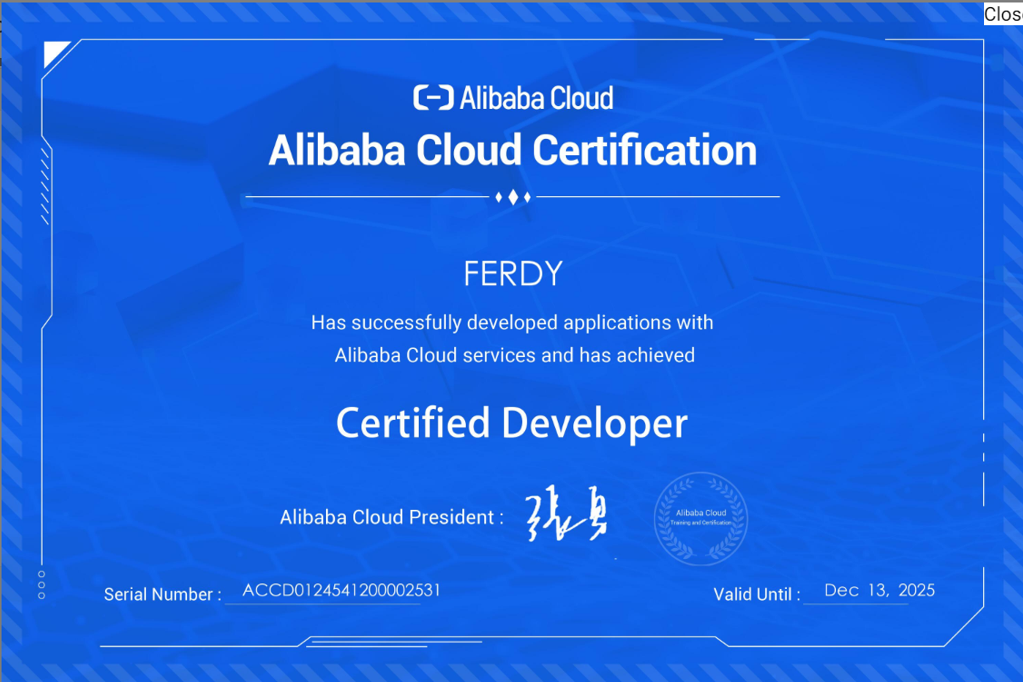 Clos
Alibaba Cloud
Alibaba Cloud Certification
FERDY
Has successfully developed applications with
Alibaba Cloud services and has achieved
Certified Developer
Alibaba Cloud President : 张勇
Alibaba Cloud
Training and Certification
Serial Number : ACCD0124541200002531
Valid Until : Dec 13, 2025